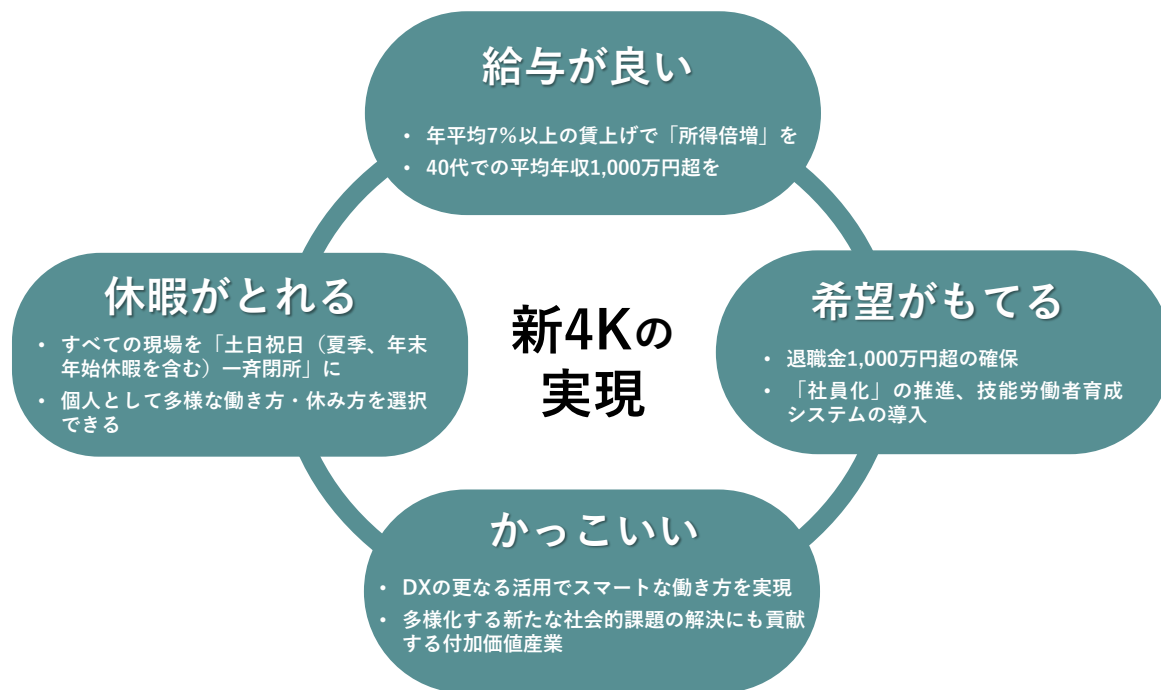 給与が良い
• 年平均7%以上の賃上げで「所得倍増」を
• 40代での平均年収1,000万円超を
休暇がとれる
• すべての現場を「土日祝日（夏季、年末
年始休暇を含む）一斉閉所」に
• 個人として多様な働き方・休み方を選択
できる
新4Kの
実現
希望がもてる
• 退職金1,000万円超の確保
• 「社員化」の推進、技能労働者育成
システムの導入
かっこいい
• DXの更なる活用でスマートな働き方を実現
• 多様化する新たな社会的課題の解決にも貢献
する付加価値産業